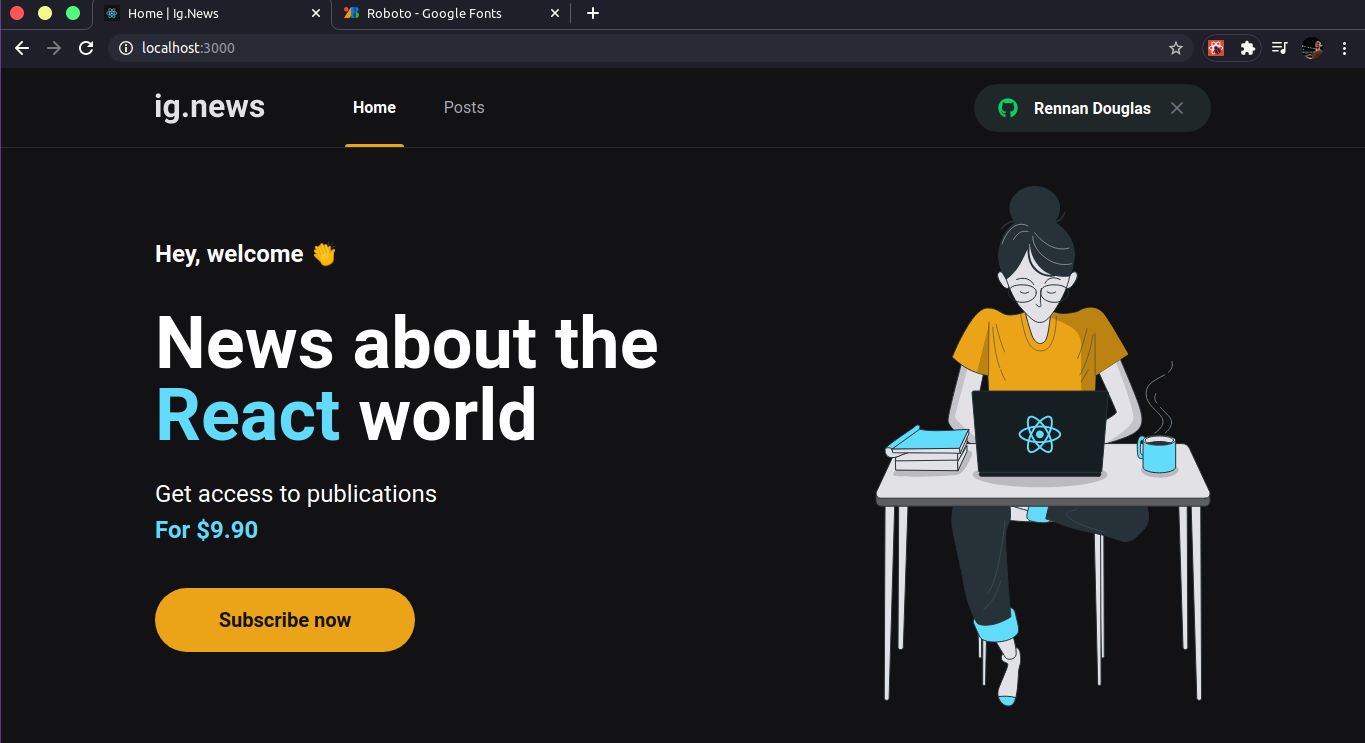 Home | Ig.News
Roboto - Google Fonts
localhost:3000
ig.news
Home
Posts
Rennan Douglas
Hey, welcome 👏
News about the
React world
Get access to publications
For $9.90
Subscribe now